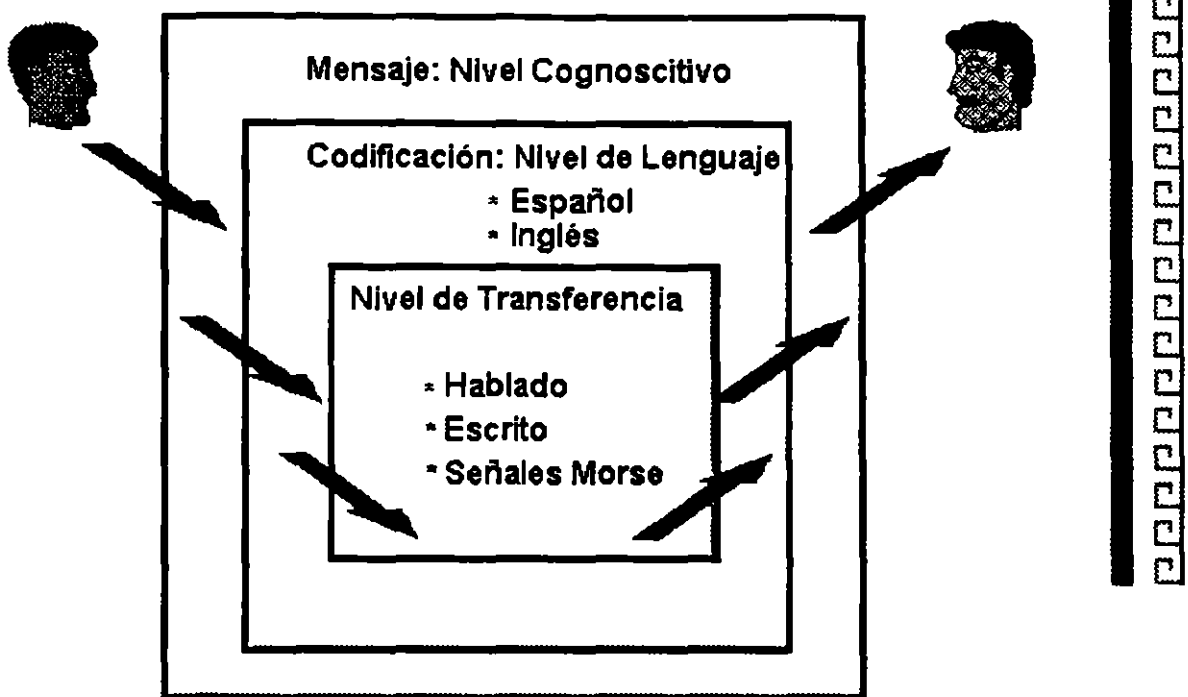 Mensaje: Nivel Cognoscitivo
Codificación: Nivel de Lenguaje
* Español
* Inglés
Nivel de Transferencia
* Hablado
* Escrito
* Señales Morse